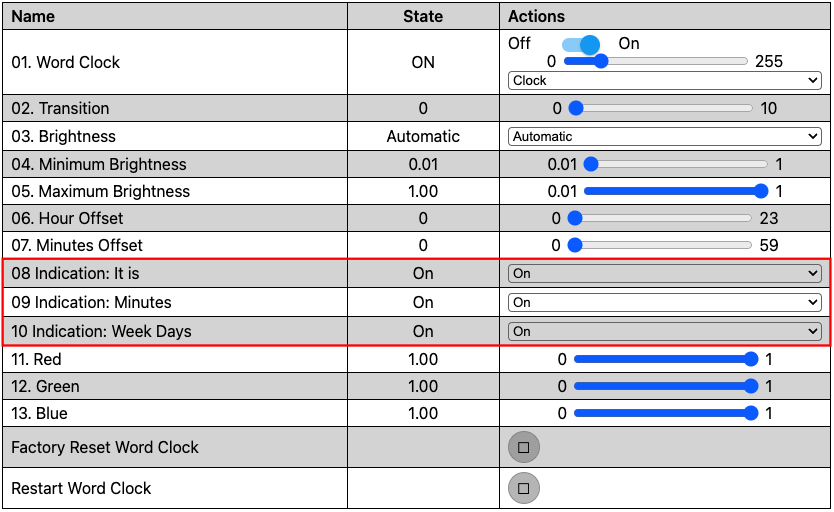 Name State Actions
Off On
01. Word Clock ON 0 255
Clock
02. Transition 0 0 10
03. Brightness Automatic Automatic
04. Minimum Brightness 0.01 0.01 1
05. Maximum Brightness 1.00 0.01 1
06. Hour Offset 0 0 23
07. Minutes Offset 0 0 59
08 Indication: It is On On
09 Indication: Minutes On On
10 Indication: Week Days On On
11. Red 1.00 0 1
12. Green 1.00 0 1
13. Blue 1.00 0 1
Factory Reset Word Clock
Restart Word Clock